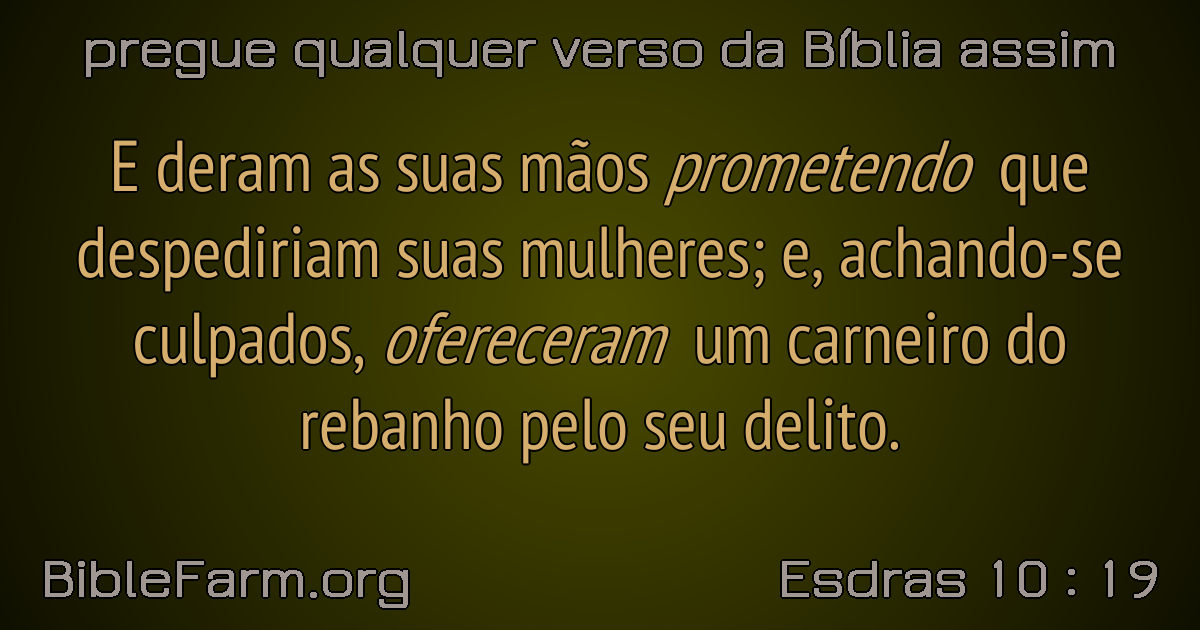 pregue qualquer verso da Bíblia assim
E deram as suas mãos prometendo que
despediriam suas mulheres; e, achando-se
culpados, ofereceram um carneiro do
rebanho pelo seu delito.
BibleFarm.org
Esdras 10 : 19